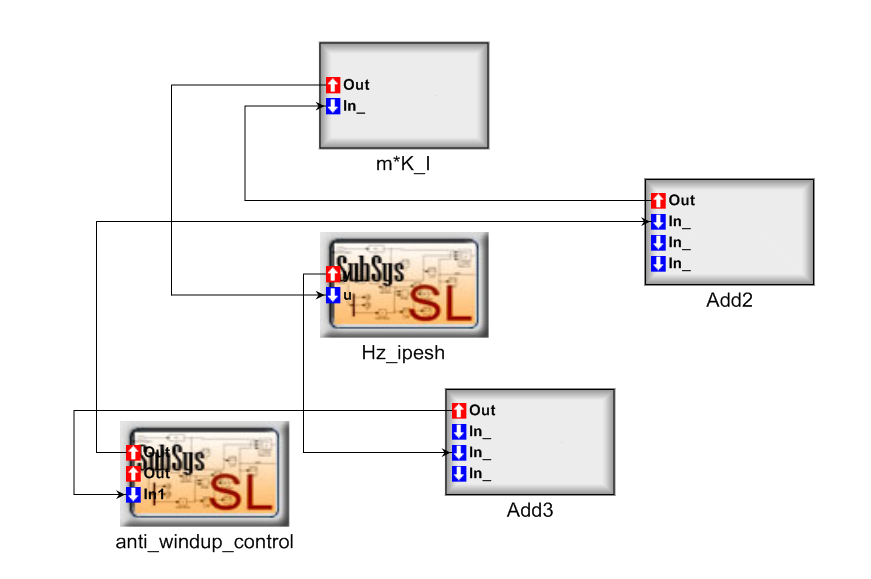 Out
In_
m*K_I
Out
In_
In_
In_
Add2
SubSys
u
SL
Hz_ipesh
Out
In_
In_
In_
Add3
Out
SubSys
Out
In1
SL
anti_windup_control